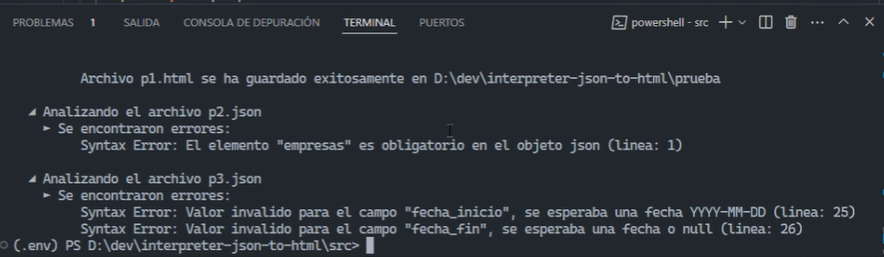 PROBLEMAS 1 SALIDA CONSOLA DE DEPURACIÓN TERMINAL PUERTOS powershell - src
Archivo p1.html se ha guardado exitosamente en D:\dev\interpreter-json-to-html\prueba
Analizando el archivo p2.json
Se encontraron errores:
Syntax Error: El elemento "empresas" es obligatorio en el objeto json (linea: 1)
Analizando el archivo p3.json
Se encontraron errores:
Syntax Error: Valor invalido para el campo "fecha_inicio", se esperaba una fecha YYYY-MM-DD (linea: 25)
Syntax Error: Valor invalido para el campo "fecha_fin", se esperaba una fecha o null (linea: 26)
(.env) PS D:\dev\interpreter-json-to-html\src>